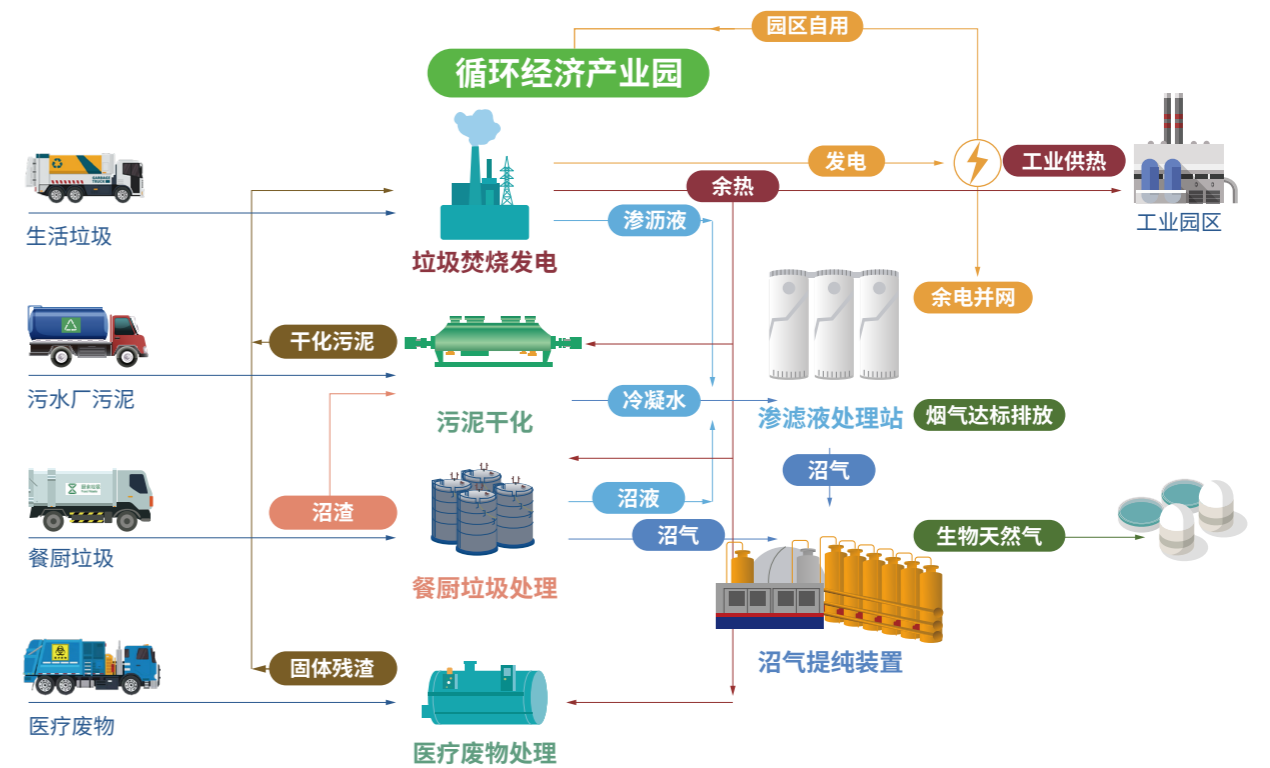 园区自用
循环经济产业园
发电
工业供热
余热
渗沥液
工业园区
生活垃圾
垃圾焚烧发电
余电并网
干化污泥
污水厂污泥
冷凝水
污泥干化
渗滤液处理站
烟气达标排放
沼气
沼渣
沼液
沼气
生物天然气
餐厨垃圾
餐厨垃圾处理
沼气提纯装置
固体残渣
医疗废物
医疗废物处理